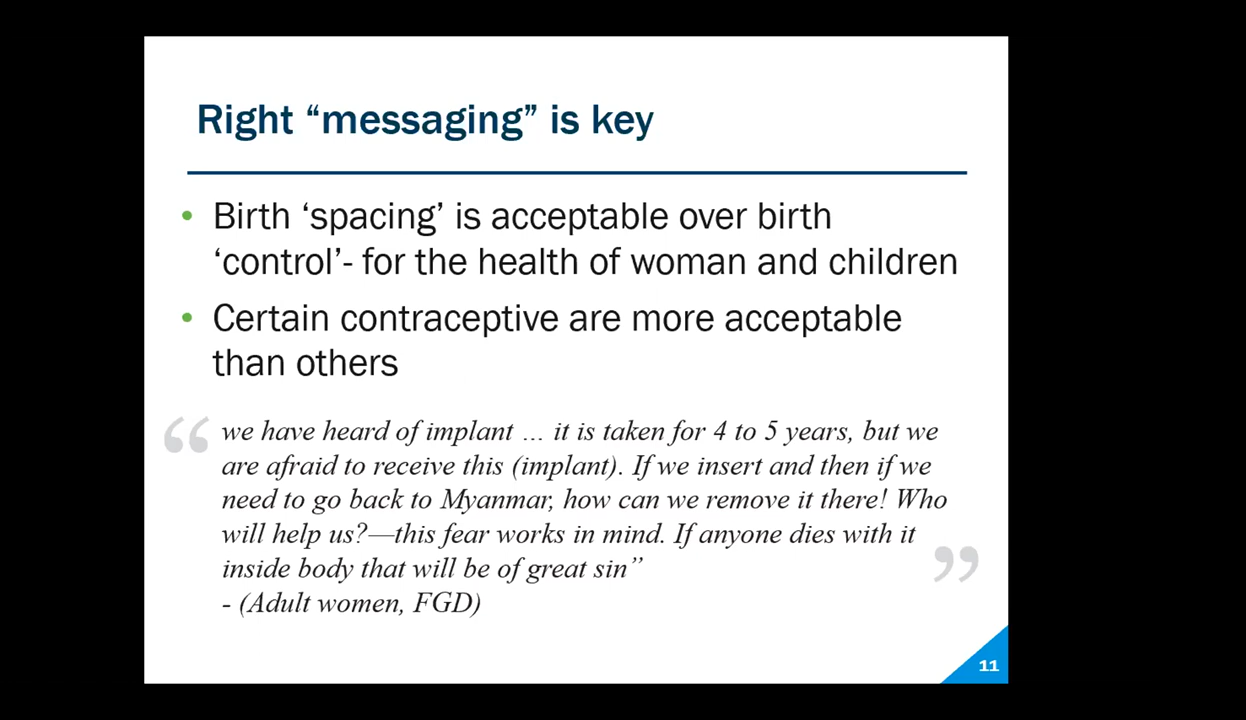 Right “messaging” is key
• Birth ‘spacing’ is acceptable over birth
‘control’- for the health of woman and children
• Certain contraceptive are more acceptable
than others
“ we have heard of implant … it is taken for 4 to 5 years, but we
are afraid to receive this (implant). If we insert and then if we
need to go back to Myanmar, how can we remove it there! Who
will help us?—this fear works in mind. If anyone dies with it
inside body that will be of great sin” ”
- (Adult women, FGD)
11